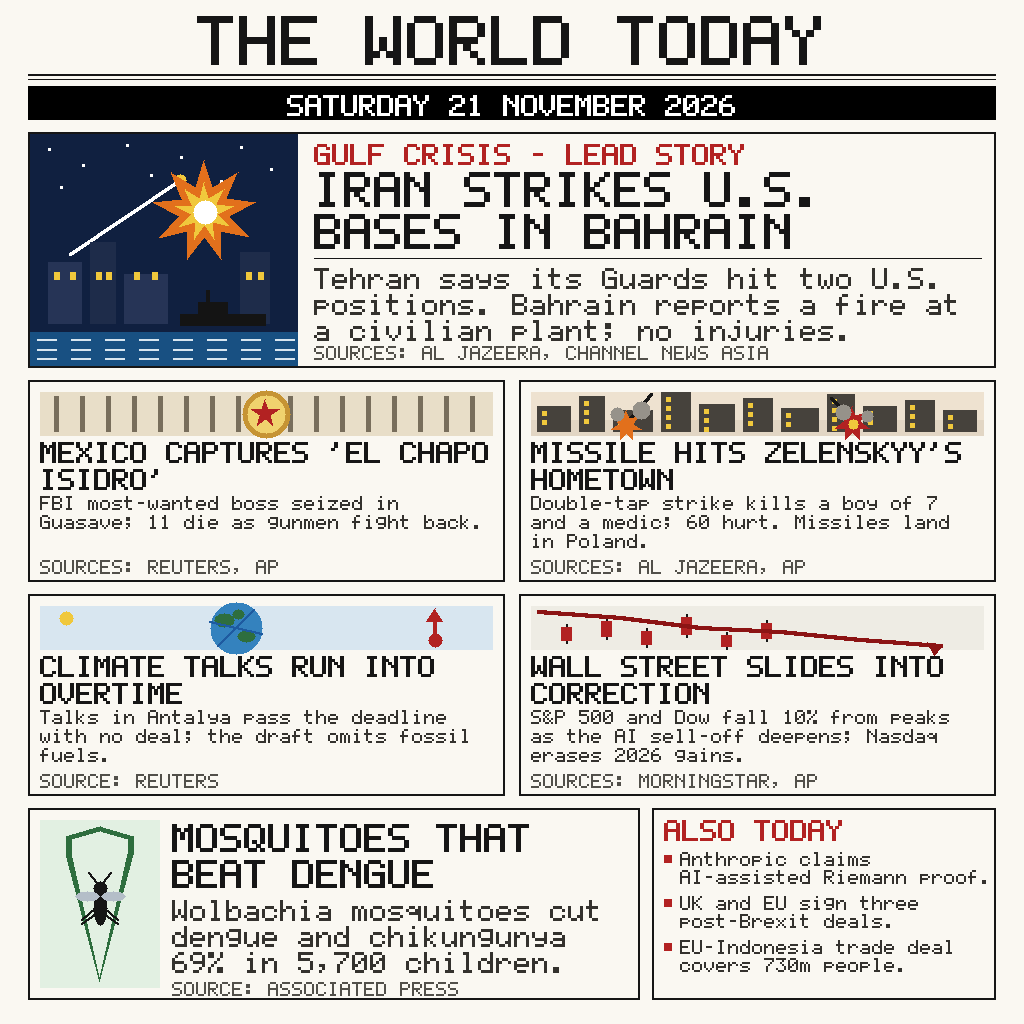 THE WORLD TODAY
SATURDAY 21 NOVEMBER 2026
GULF CRISIS - LEAD STORY
IRAN STRIKES U.S.
BASES IN BAHRAIN
Tehran says its Guards hit two U.S.
positions. Bahrain reports a fire at
a civilian plant; no injuries.
SOURCES: AL JAZEERA, CHANNEL NEWS ASIA
MEXICO CAPTURES 'EL CHAPO
ISIDRO'
FBI most-wanted boss seized in
Guasave; 11 die as gunmen fight back.
SOURCES: REUTERS, AP
MISSILE HITS ZELENSKYY'S
HOMETOWN
Double-tap strike kills a boy of 7
and a medic; 60 hurt. Missiles land
in Poland.
SOURCES: AL JAZEERA, AP
CLIMATE TALKS RUN INTO
OVERTIME
Talks in Antalya pass the deadline
with no deal; the draft omits fossil
fuels.
SOURCE: REUTERS
WALL STREET SLIDES INTO
CORRECTION
S&P 500 and Dow fall 10% from peaks
as the AI sell-off deepens; Nasdaq
erases 2026 gains.
SOURCES: MORNINGSTAR, AP
MOSQUITOES THAT
BEAT DENGUE
Wolbachia mosquitoes cut
dengue and chikungunya
69% in 5,700 children.
SOURCE: ASSOCIATED PRESS
ALSO TODAY
Anthropic claims
AI-assisted Riemann proof.
UK and EU sign three
post-Brexit deals.
EU-Indonesia trade deal
covers 730m people.